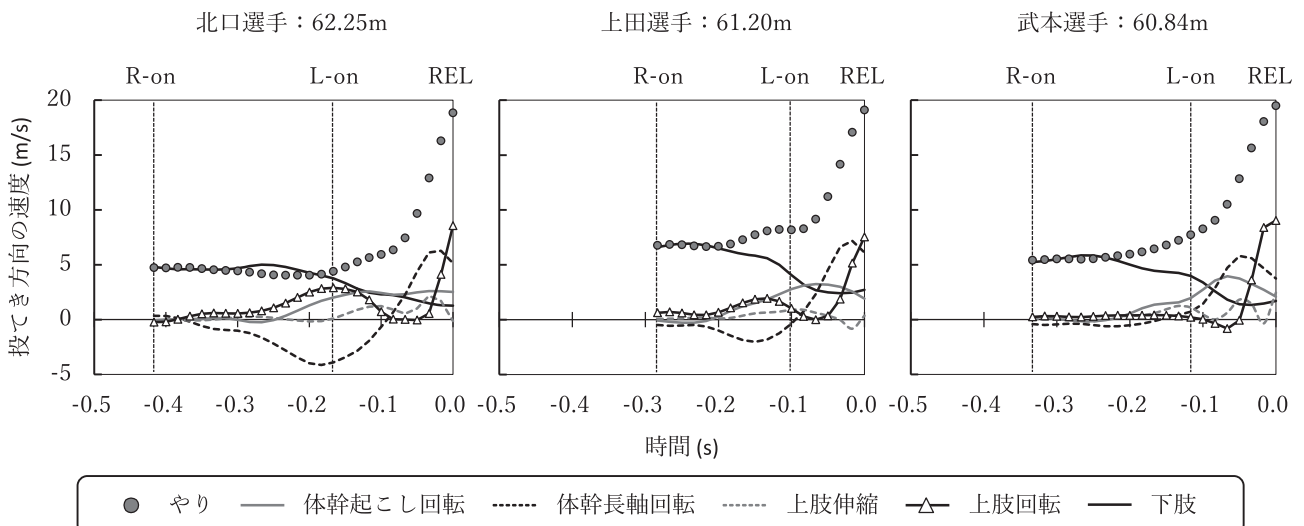 北口選手：62.25m 上田選手：61.20m 武本選手：60.84m
R-on L-on REL R-on L-on REL R-on L-on REL
投てき方向の速度 (m/s)
20
15
10
5
0
-5
-0.5 -0.4 -0.3 -0.2 -0.1 0.0 -0.5 -0.4 -0.3 -0.2 -0.1 0.0 -0.5 -0.4 -0.3 -0.2 -0.1 0.0
時間 (s)
やり 体幹起こし回転 体幹長軸回転 上肢伸縮 上肢回転 下肢